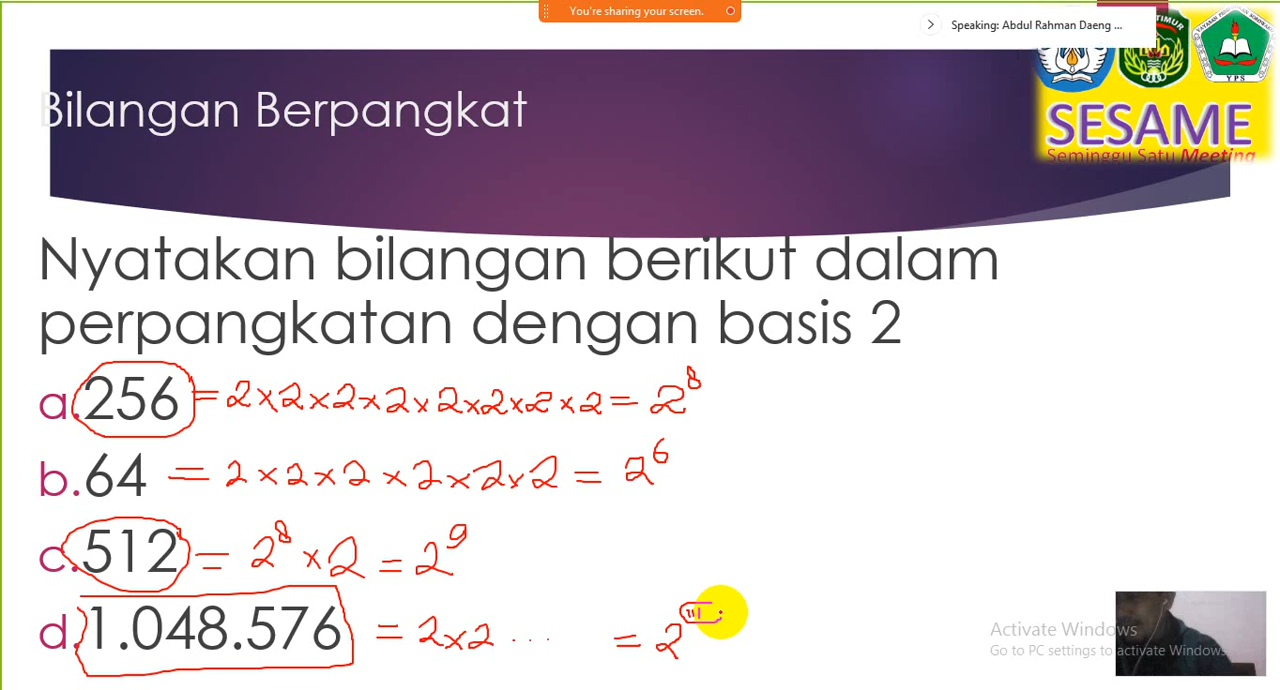 You're sharing your screen.
Speaking: Abdul Rahman Daeng ...
TIMUR
YPS
SESAME
Seminggu Satu Meeting
Bilangan Berpangkat
Nyatakan bilangan berikut dalam
perpangkatan dengan basis 2
a.256 = 2×2×2×2×2×2×2×2 = 2⁸
b.64 = 2×2×2×2×2×2 = 2⁶
c.512 = 2⁸ × 2 = 2⁹
d.1.048.576 = 2×2 ... = 2
Activate Windows
Go to PC settings to activate Windows.